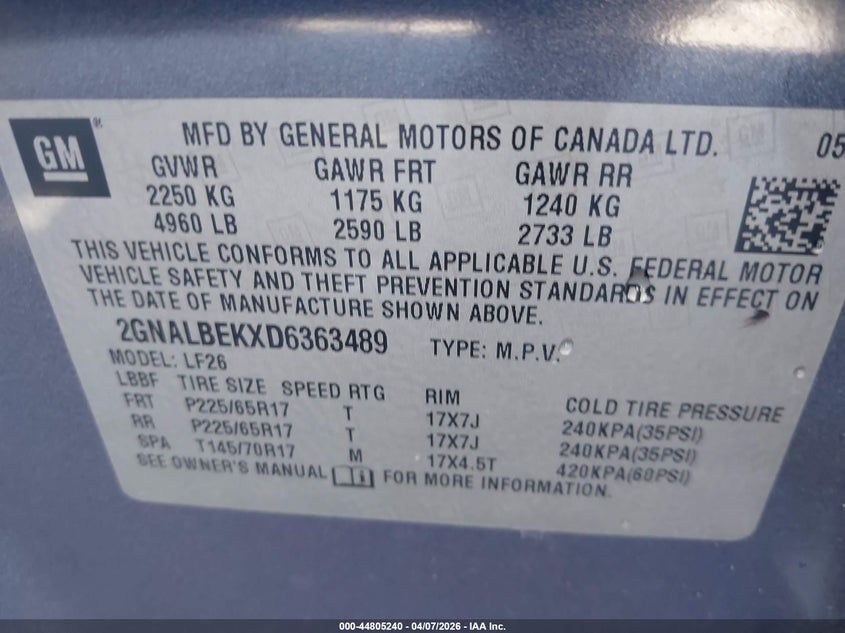 GM®
MFD BY GENERAL MOTORS OF CANADA LTD. 05
GVWR GAWR FRT GAWR RR
2250 KG 1175 KG 1240 KG
4960 LB 2590 LB 2733 LB
THIS VEHICLE CONFORMS TO ALL APPLICABLE U.S. FEDERAL MOTOR
VEHICLE SAFETY AND THEFT PREVENTION STANDARDS IN EFFECT ON
THE DATE OF MANUFACTURE SHOWN ABOVE.
2GNALBEKXD6363489 TYPE: M.P.V.
MODEL: LF26
LBBF TIRE SIZE SPEED RTG RIM COLD TIRE PRESSURE
FRT P225/65R17 T 17X7J 240KPA(35PSI)
RR P225/65R17 T 17X7J 240KPA(35PSI)
SPA T145/70R17 M 17X4.5T 420KPA(60PSI)
SEE OWNER'S MANUAL FOR MORE INFORMATION.
000-44805240 - 04/07/2026 - IAA Inc.